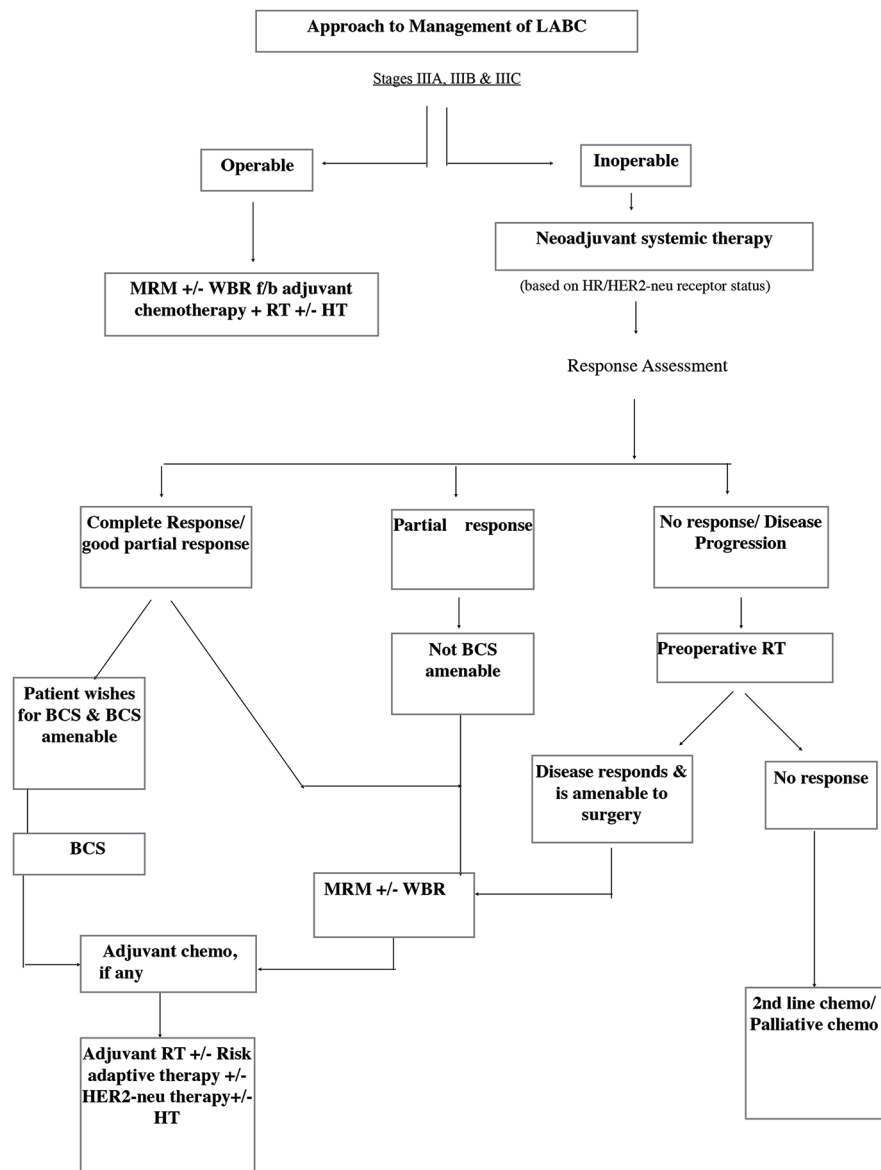 Approach to Management of LABC
Stages IIIA, IIIB & IIIC
Operable
Inoperable
Neoadjuvant systemic therapy
(based on HR/HER2-neu receptor status)
MRM +/- WBR f/b adjuvant
chemotherapy + RT +/- HT
Response Assessment
Complete Response/
good partial response
Partial response
No response/ Disease
Progression
Not BCS
amenable
Preoperative RT
Patient wishes
for BCS & BCS
amenable
Disease responds &
is amenable to
surgery
No response
BCS
MRM +/- WBR
Adjuvant chemo,
if any
2nd line chemo/
Palliative chemo
Adjuvant RT +/- Risk
adaptive therapy +/-
HER2-neu therapy+/-
HT